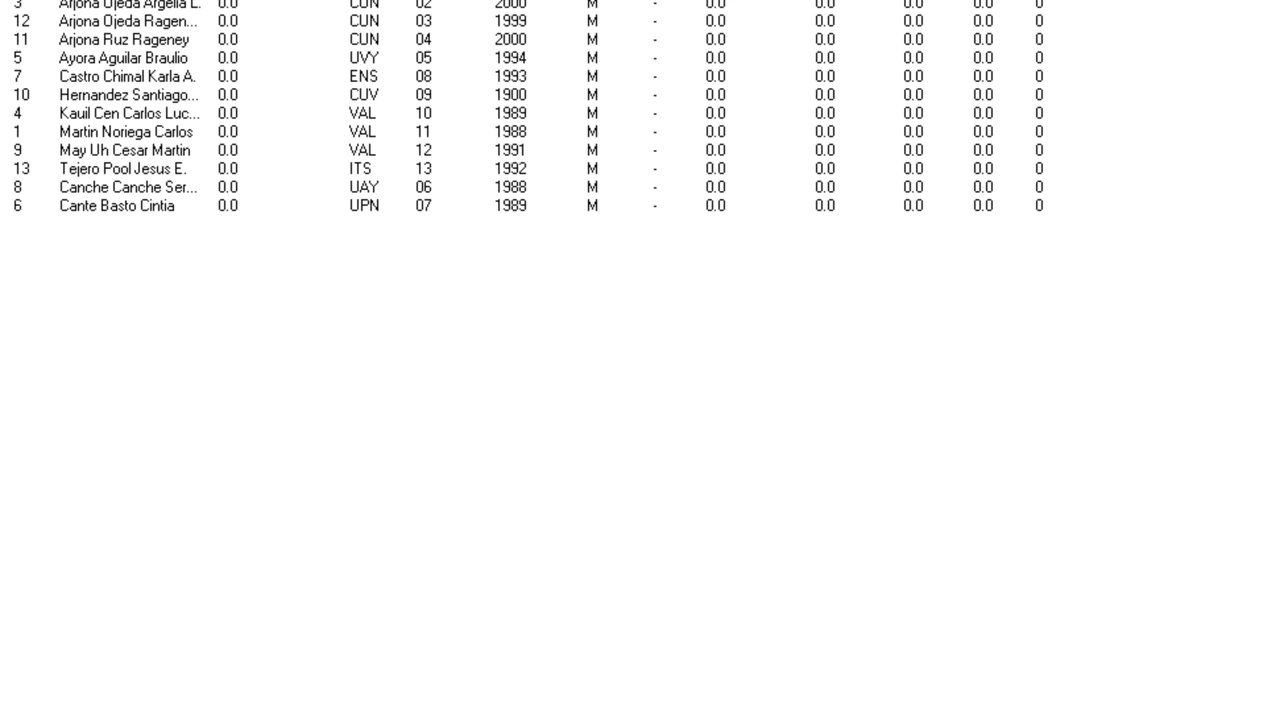 3 Arjona Ojeda Argelia L. 0.0 CUN 02 2000 M - 0.0 0.0 0.0 0.0 0
12 Arjona Ojeda Ragen... 0.0 CUN 03 1999 M - 0.0 0.0 0.0 0.0 0
11 Arjona Ruz Rageney 0.0 CUN 04 2000 M - 0.0 0.0 0.0 0.0 0
5 Ayora Aguilar Braulio 0.0 UVY 05 1994 M - 0.0 0.0 0.0 0.0 0
7 Castro Chimal Karla A. 0.0 ENS 08 1993 M - 0.0 0.0 0.0 0.0 0
10 Hernandez Santiago... 0.0 CUV 09 1900 M - 0.0 0.0 0.0 0.0 0
4 Kauil Cen Carlos Luc... 0.0 VAL 10 1989 M - 0.0 0.0 0.0 0.0 0
1 Martin Noriega Carlos 0.0 VAL 11 1988 M - 0.0 0.0 0.0 0.0 0
9 May Uh Cesar Martin 0.0 VAL 12 1991 M - 0.0 0.0 0.0 0.0 0
13 Tejero Pool Jesus E. 0.0 ITS 13 1992 M - 0.0 0.0 0.0 0.0 0
8 Canche Canche Ser... 0.0 UAY 06 1988 M - 0.0 0.0 0.0 0.0 0
6 Cante Basto Cintia 0.0 UPN 07 1989 M - 0.0 0.0 0.0 0.0 0